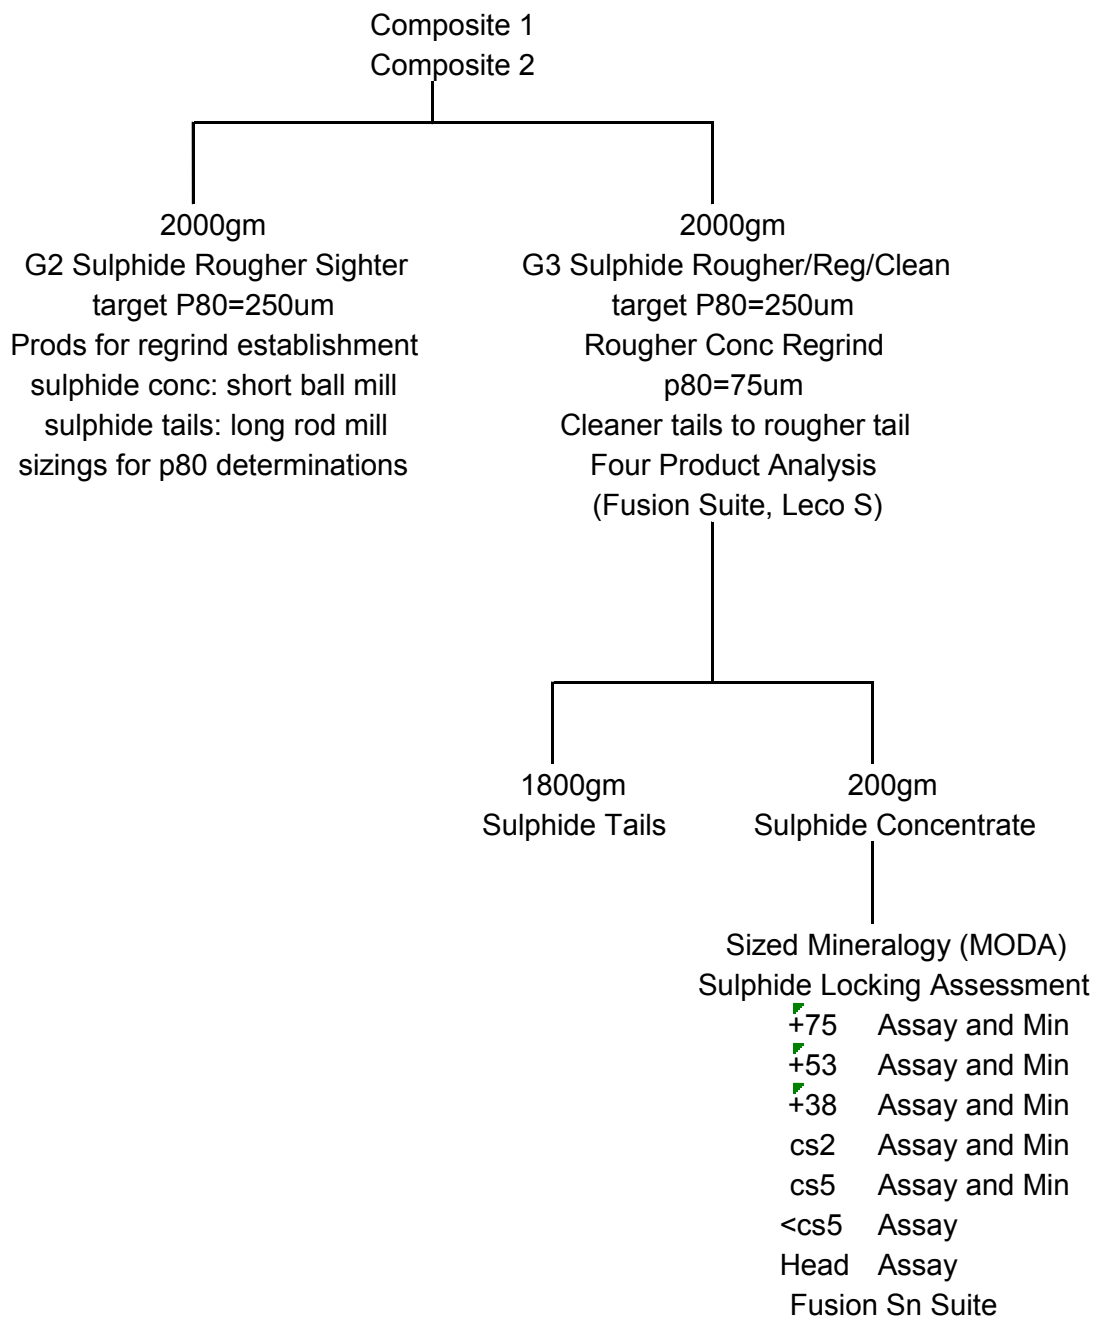 Composite 1
Composite 2
2000gm
G2 Sulphide Rougher Sighter
target P80=250um
Prods for regrind establishment
sulphide conc: short ball mill
sulphide tails: long rod mill
sizings for p80 determinations
2000gm
G3 Sulphide Rougher/Reg/Clean
target P80=250um
Rougher Conc Regrind
p80=75um
Cleaner tails to rougher tail
Four Product Analysis
(Fusion Suite, Leco S)
1800gm
Sulphide Tails
200gm
Sulphide Concentrate
Sized Mineralogy (MODA)
Sulphide Locking Assessment
+75 Assay and Min
+53 Assay and Min
+38 Assay and Min
cs2 Assay and Min
cs5 Assay and Min
<cs5 Assay
Head Assay
Fusion Sn Suite